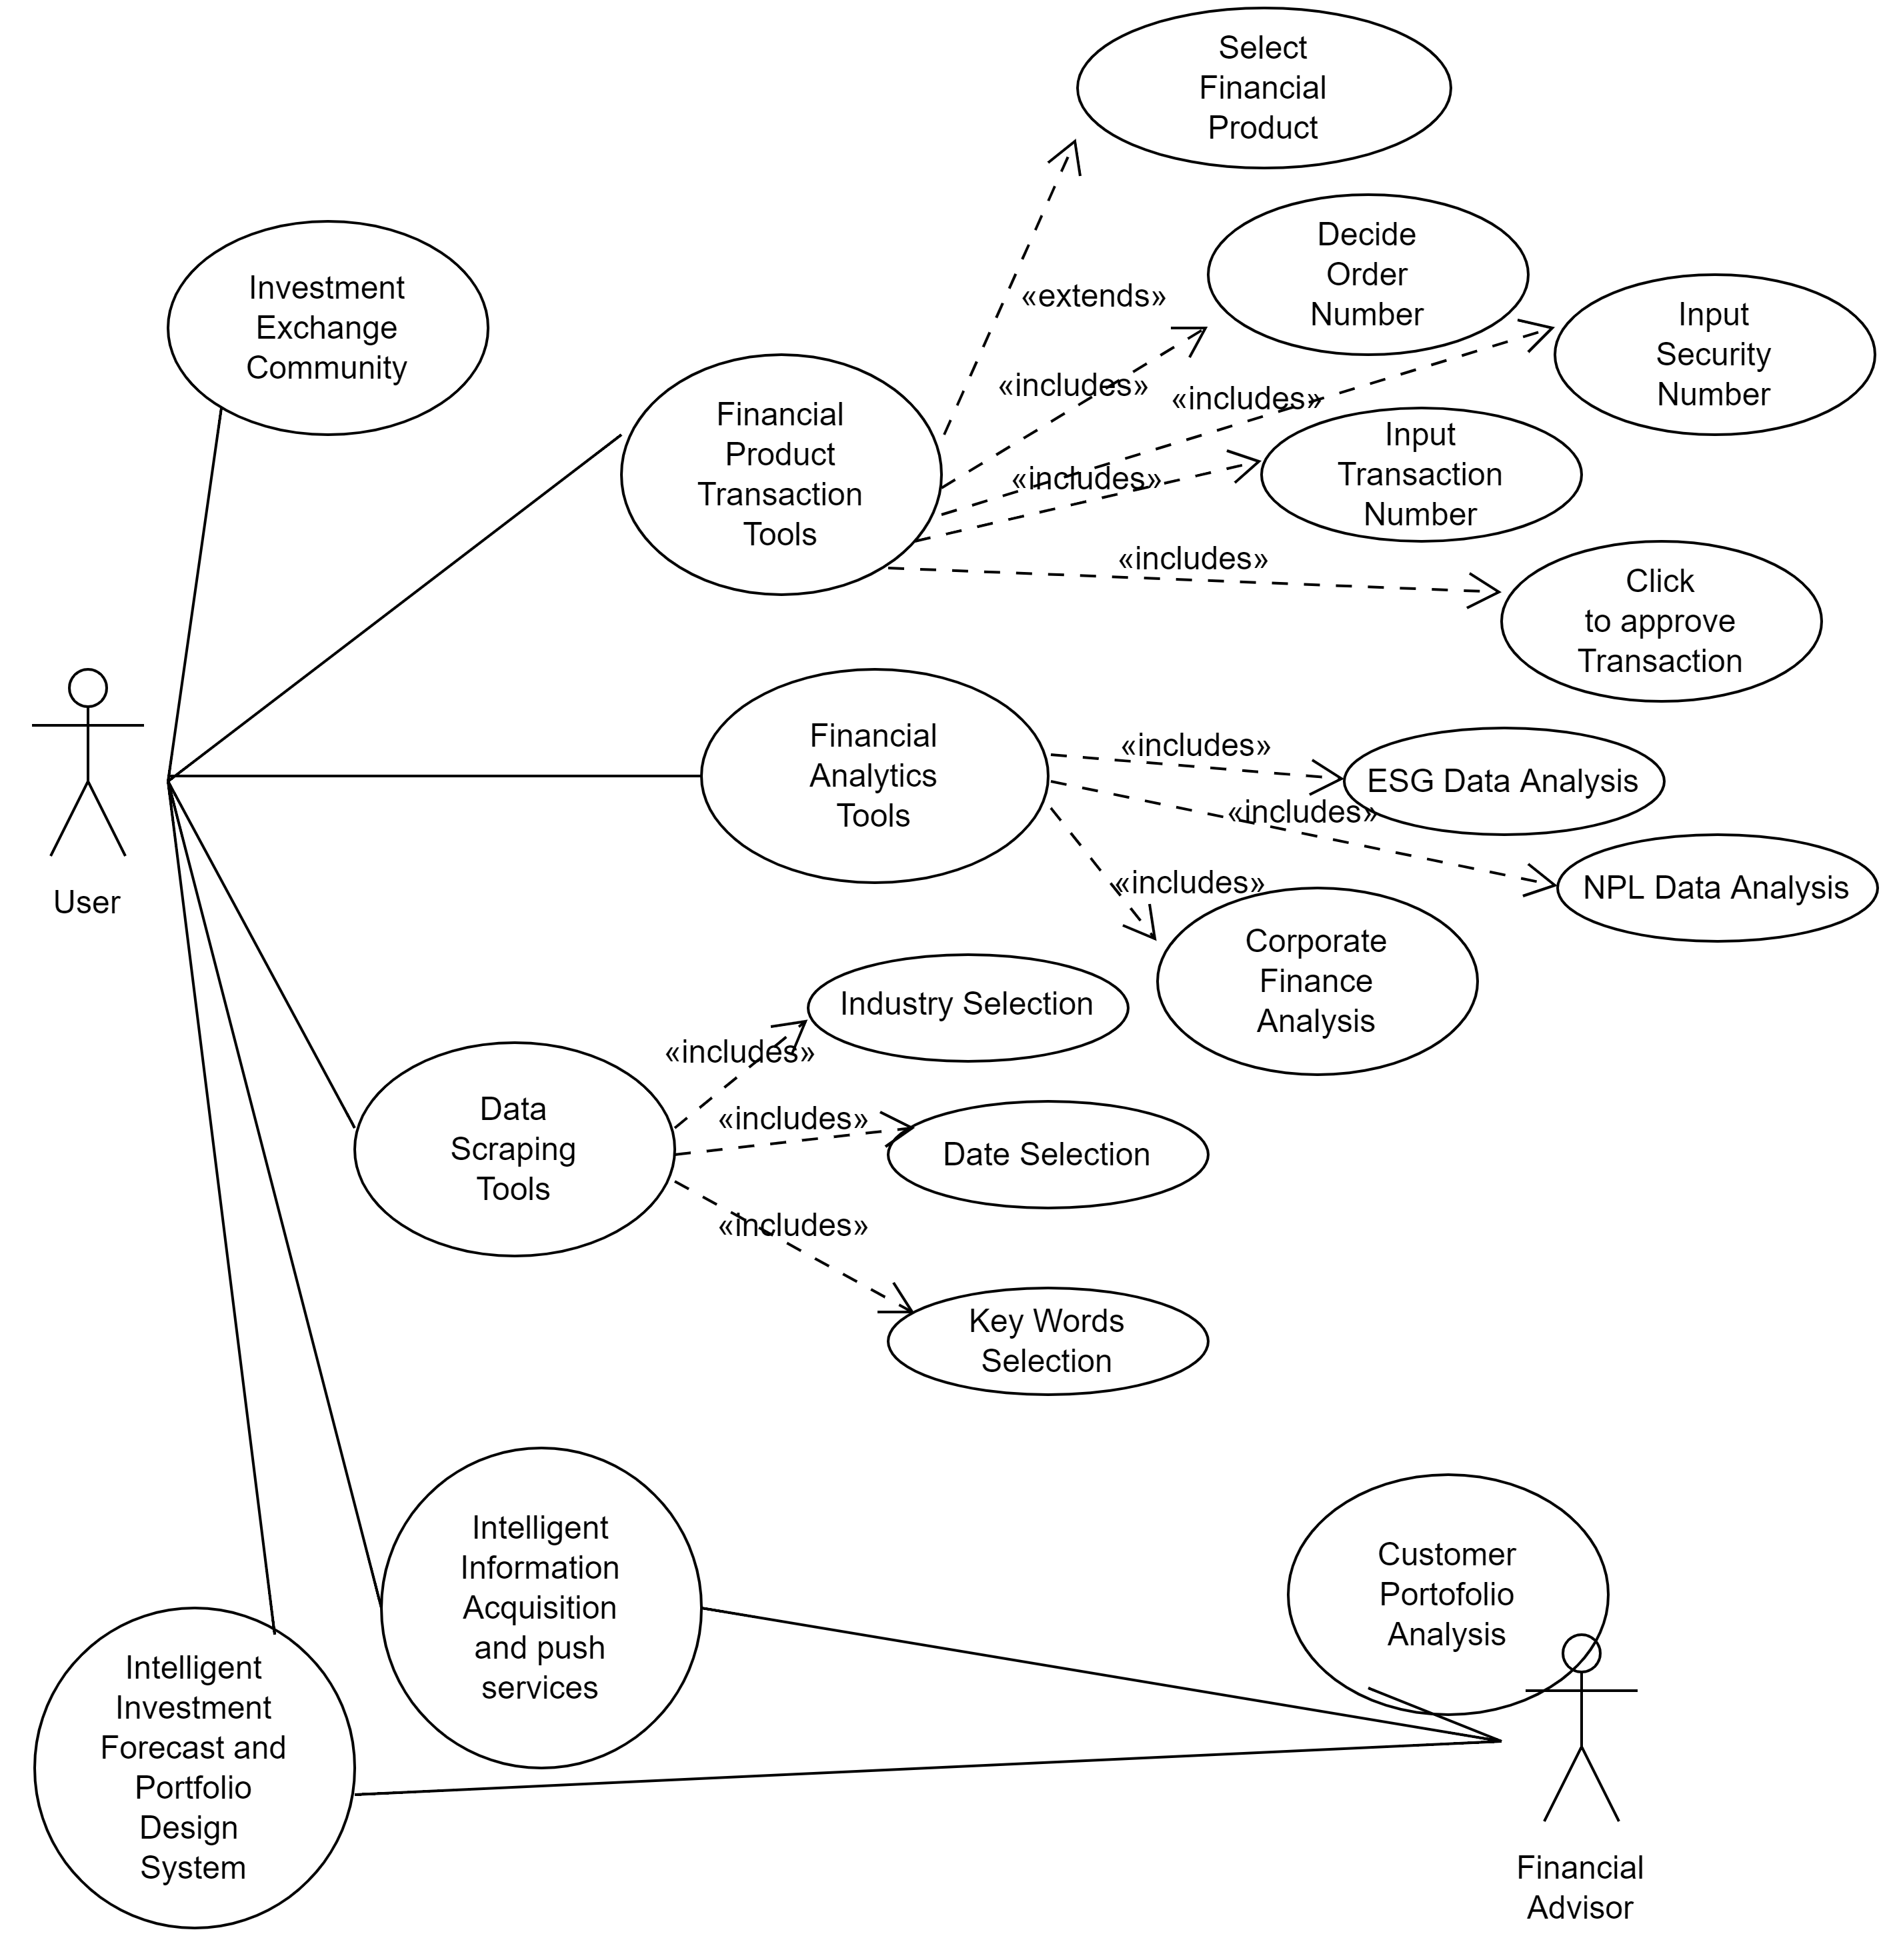 Select
Financial
Product
Decide
Order
Number
Investment
Exchange
Community
«extends»
Input
Security
Number
«includes»
«includes»
Financial
Product
Transaction
Tools
Input
Transaction
Number
«includes»
«includes»
Click
to approve
Transaction
User
Financial
Analytics
Tools
«includes»
ESG Data Analysis
«includes»
NPL Data Analysis
«includes»
Corporate
Finance
Analysis
Industry Selection
«includes»
Data
Scraping
Tools
«includes»
Date Selection
«includes»
Key Words
Selection
Intelligent
Information
Acquisition
and push
services
Customer
Portofolio
Analysis
Intelligent
Investment
Forecast and
Portfolio
Design
System
Financial
Advisor